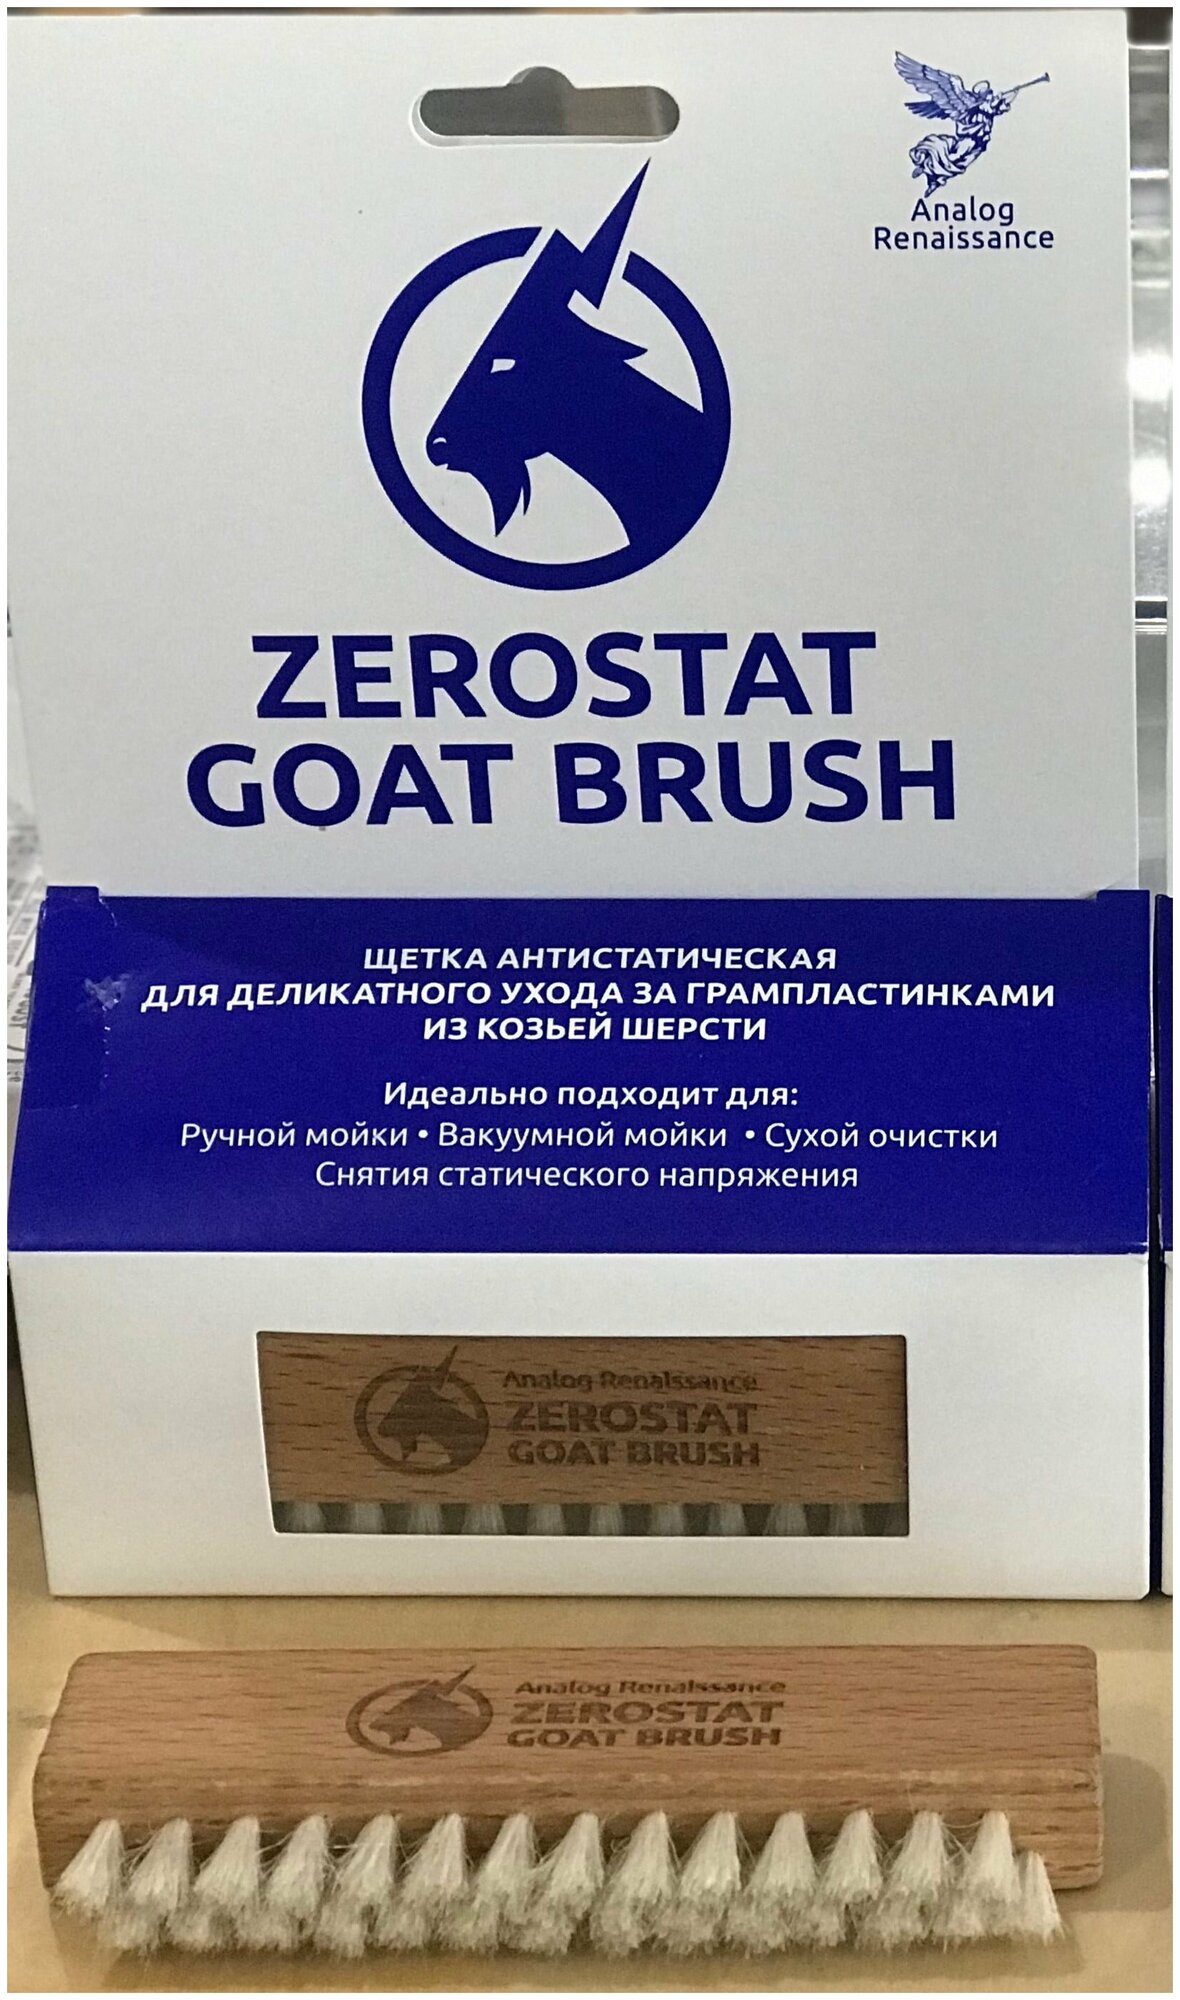 Analog
Renaissance
ZEROSTAT
GOAT BRUSH
ЩЕТКА АНТИСТАТИЧЕСКАЯ
ДЛЯ ДЕЛИКАТНОГО УХОДА ЗА ГРАМПЛАСТИНКАМИ
ИЗ КОЗЬЕЙ ШЕРСТИ
Идеально подходит для:
Ручной мойки • Вакуумной мойки • Сухой очистки
Снятия статического напряжения
Analog Renaissance
ZEROSTAT
GOAT BRUSH
Analog Renaissance
ZEROSTAT
GOAT BRUSH